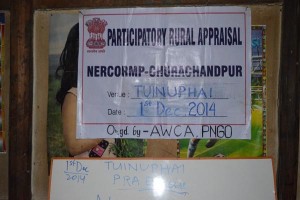 PARTICIPATORY RURAL APPRAISAL
NERCORMP-CHURACHANDPUR
Venue : TUINUPHAI
Date : 1st Dec 2014
Orgd by - AWCA, PNGO
1st Dec
2014
TUINUPHAI
PRA